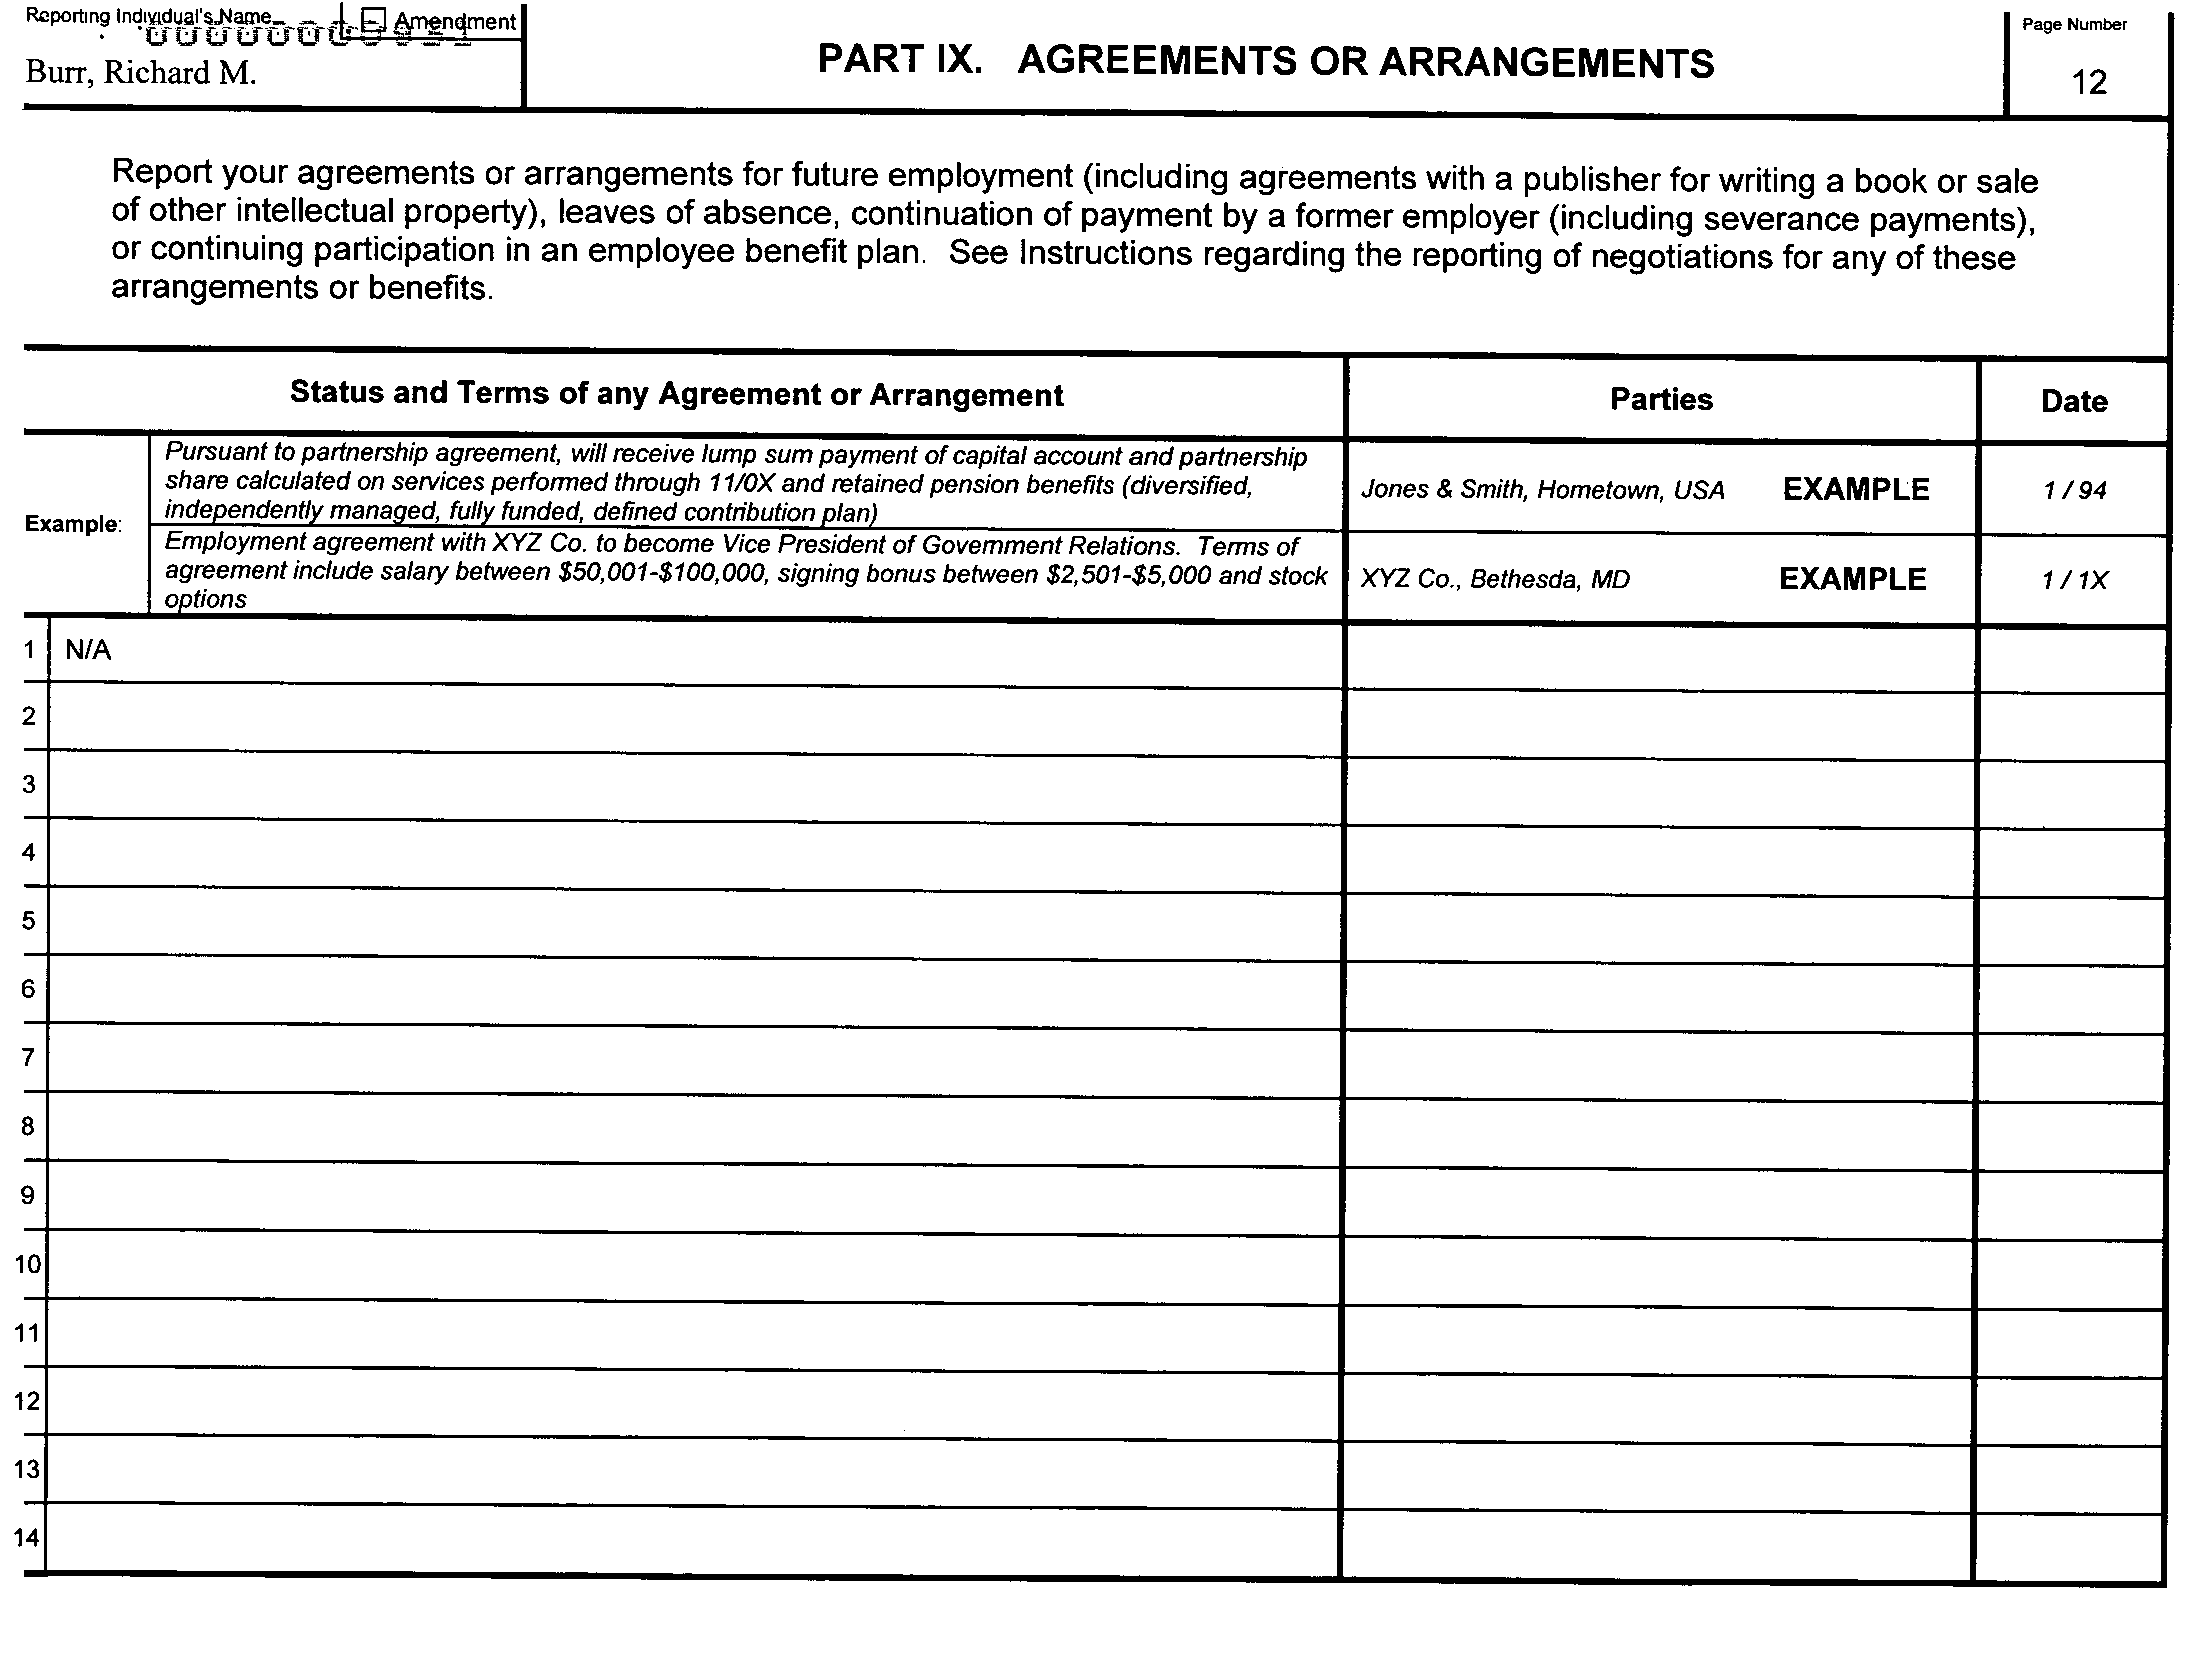 Reporting Individual's Name
Amendment
Burr, Richard M.
PART IX. AGREEMENTS OR ARRANGEMENTS
Page Number
12
Report your agreements or arrangements for future employment (including agreements with a publisher for writing a book or sale
of other intellectual property), leaves of absence, continuation of payment by a former employer (including severance payments),
or continuing participation in an employee benefit plan. See Instructions regarding the reporting of negotiations for any of these
arrangements or benefits.
Status and Terms of any Agreement or Arrangement
Parties
Date
Example:
Pursuant to partnership agreement, will receive lump sum payment of capital account and partnership
share calculated on services performed through 11/0X and retained pension benefits (diversified,
independently managed, fully funded, defined contribution plan)
Jones & Smith, Hometown, USA EXAMPLE
1 / 94
Employment agreement with XYZ Co. to become Vice President of Government Relations. Terms of
agreement include salary between $50,001-$100,000, signing bonus between $2,501-$5,000 and stock
options
XYZ Co., Bethesda, MD EXAMPLE
1 / 1X
1 N/A
2
3
4
5
6
7
8
9
10
11
12
13
14